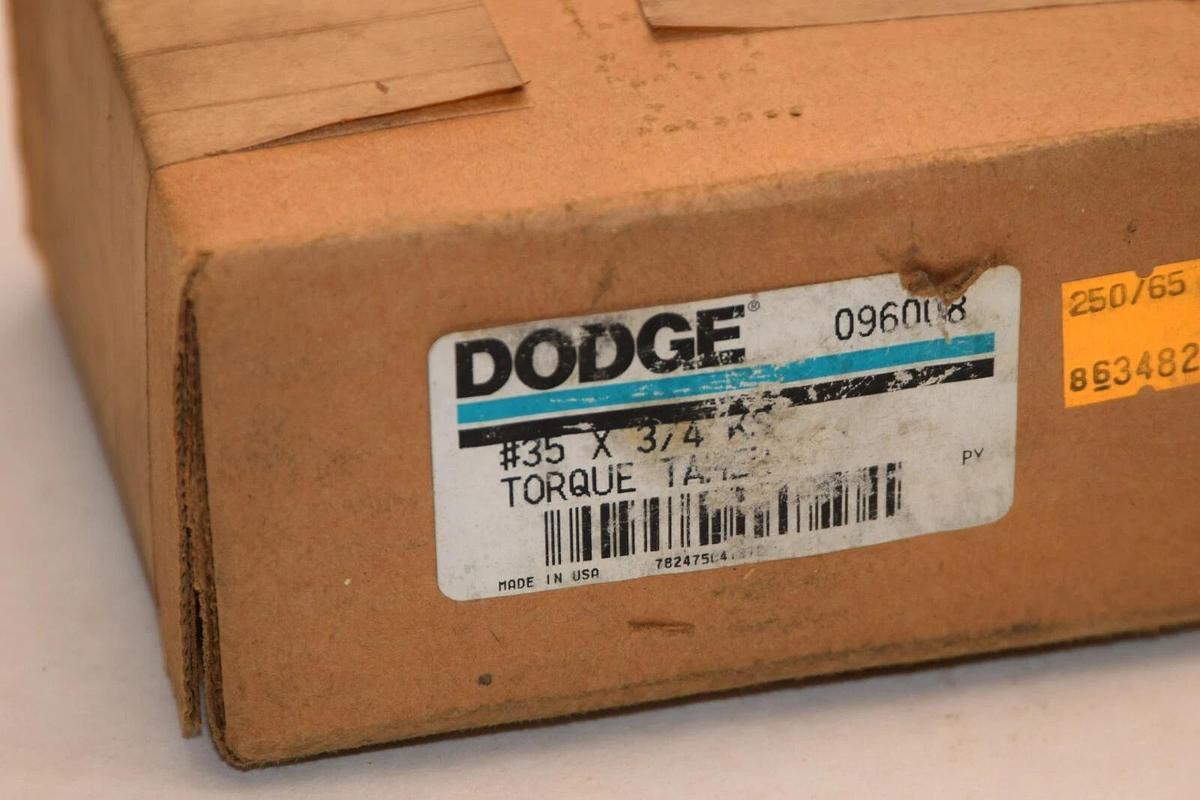 DODGE® 096008
#35 X 3/4
TORQUE
PY
MADE IN USA
250/65
863482